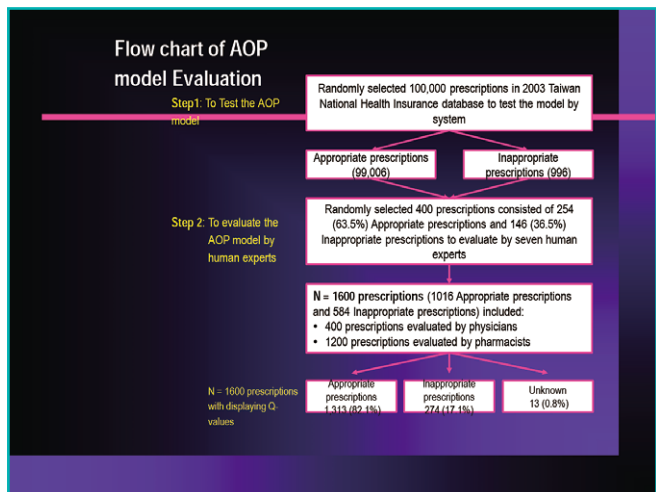 Flow chart of AOP
model Evaluation
Step1: To Test the AOP
model
Randomly selected 100,000 prescriptions in 2003 Taiwan
National Health Insurance database to test the model by
system
Appropriate prescriptions
(99,006)
Inappropriate
prescriptions (996)
Step 2: To evaluate the
AOP model by
human experts
Randomly selected 400 prescriptions consisted of 254
(63.5%) Appropriate prescriptions and 146 (36.5%)
Inappropriate prescriptions to evaluate by seven human
experts
N = 1600 prescriptions (1016 Appropriate prescriptions
and 584 Inappropriate prescriptions) included:
• 400 prescriptions evaluated by physicians
• 1200 prescriptions evaluated by pharmacists
N = 1600 prescriptions
with displaying Q-
values
Appropriate
prescriptions
1,313 (82.1%)
Inappropriate
prescriptions
274 (17.1%)
Unknown
13 (0.8%)